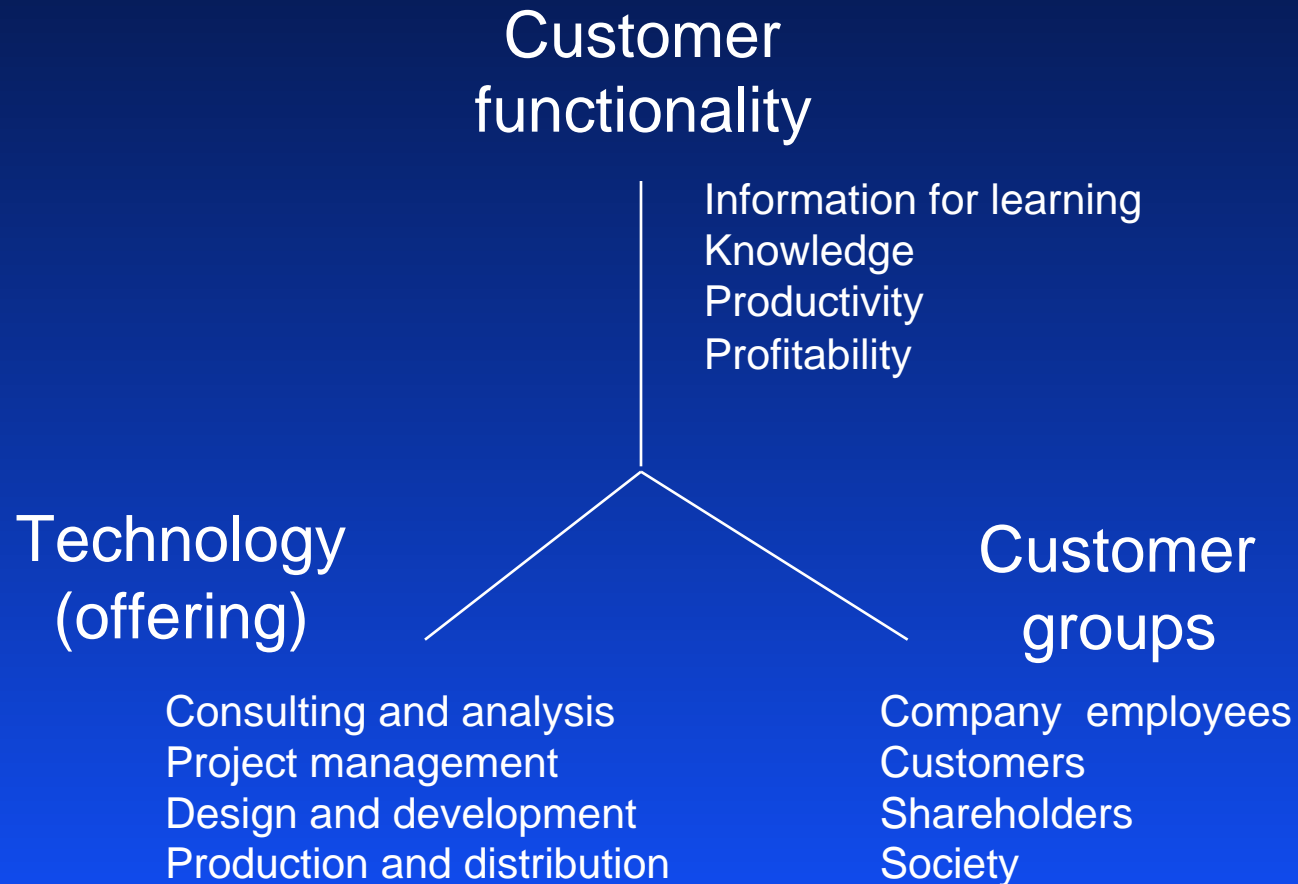 Customer
functionality
Information for learning
Knowledge
Productivity
Profitability
Technology
(offering)
Consulting and analysis
Project management
Design and development
Production and distribution
Customer
groups
Company  employees
Customers
Shareholders
Society